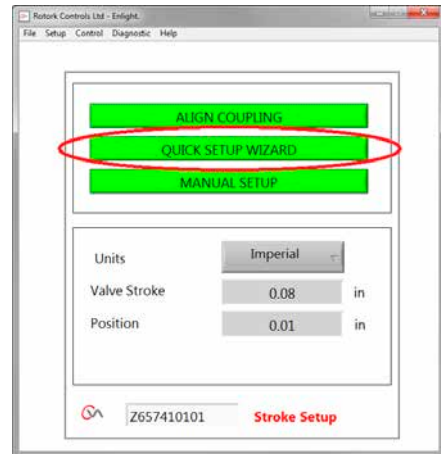 Rotork Controls Ltd - Enlight.
File Setup Control Diagnostic Help
ALIGN COUPLING
QUICK SETUP WIZARD
MANUAL SETUP
Units Imperial
Valve Stroke 0.08 in
Position 0.01 in
Z657410101 Stroke Setup